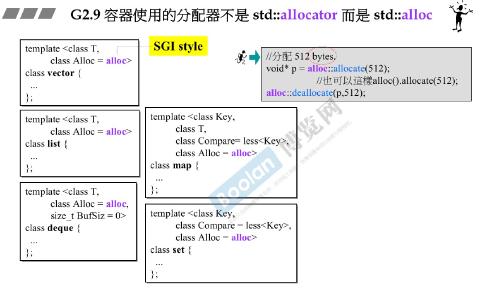 G2.9 容器使用的分配器不是 std::allocator 而是 std::alloc
template <class T,
class Alloc = alloc>
class vector {
...
};
SGI style
//分配 512 bytes.
void* p = alloc::allocate(512);
//也可以這樣alloc().allocate(512);
alloc::deallocate(p,512);
template <class T,
class Alloc = alloc>
class list {
...
};
template <class T,
class Alloc = alloc,
size_t BufSiz = 0>
class deque {
...
};
template <class Key,
class T,
class Compare= less<Key>,
class Alloc = alloc>
class map {
...
};
template <class Key,
class Compare = less<Key>,
class Alloc = alloc>
class set {
...
};
Boolan 博览网